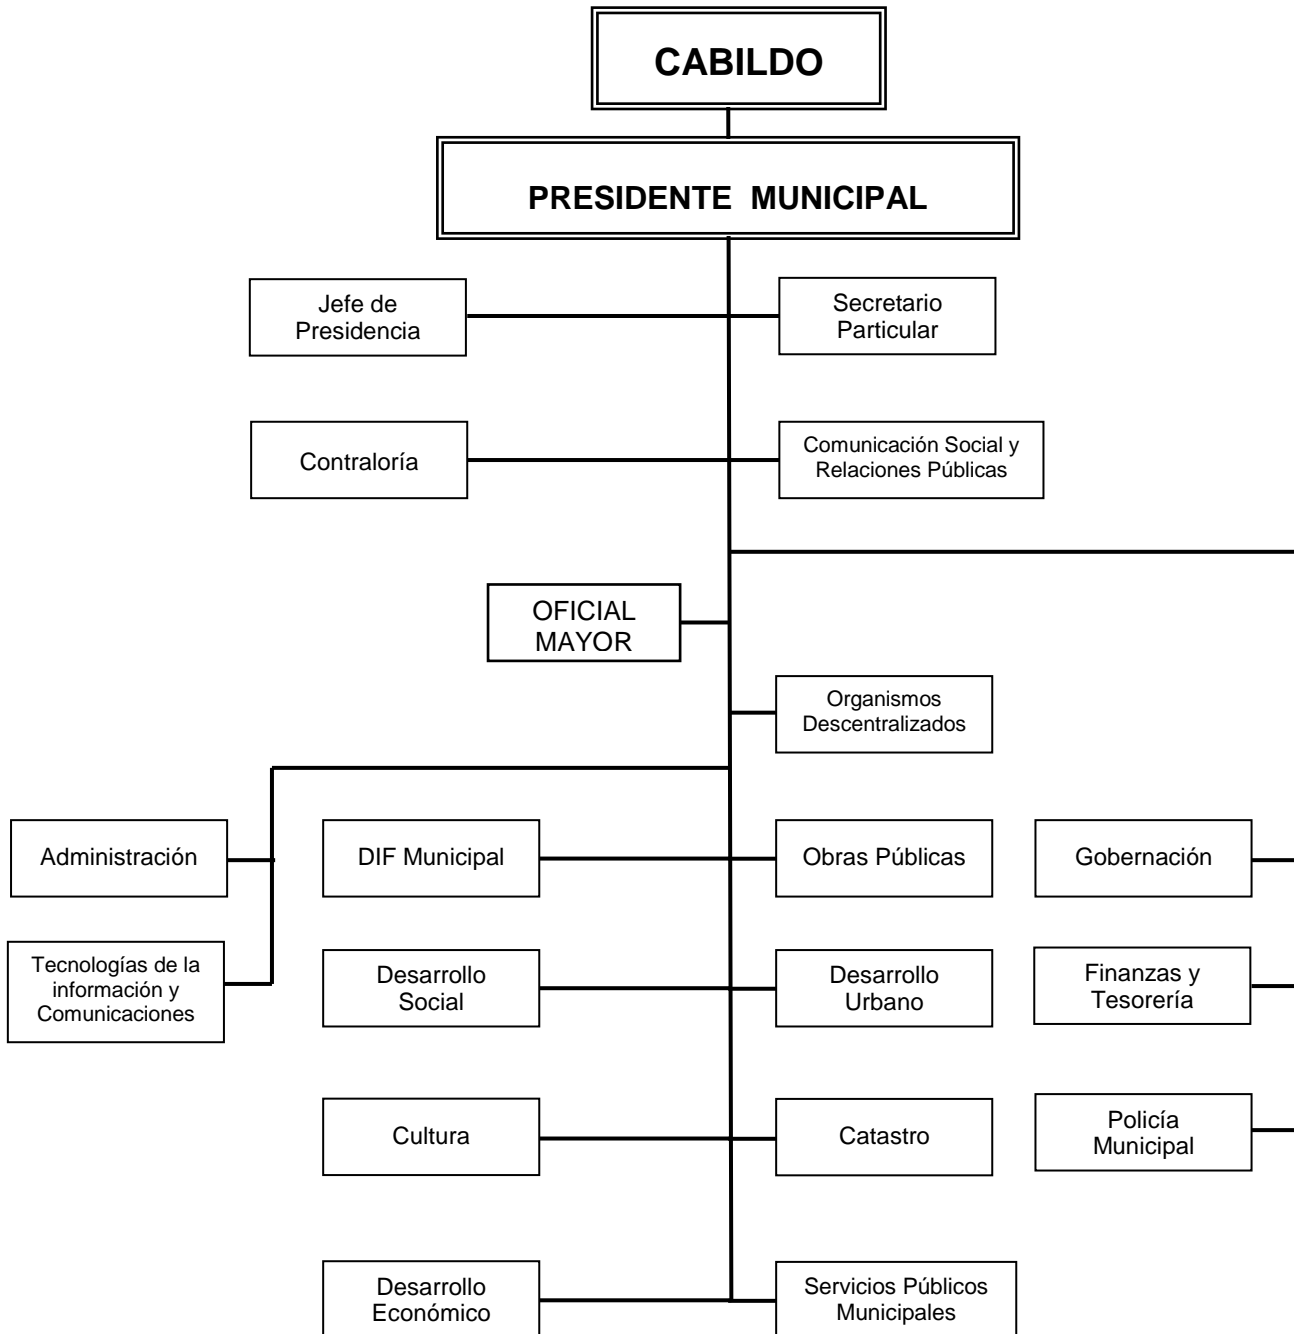 CABILDO
PRESIDENTE MUNICIPAL
Jefe de
Presidencia
Secretario
Particular
Contraloría
Comunicación Social y
Relaciones Públicas
OFICIAL
MAYOR
Organismos
Descentralizados
Administración
DIF Municipal
Obras Públicas
Gobernación
Tecnologías de la
información y
Comunicaciones
Desarrollo
Social
Desarrollo
Urbano
Finanzas y
Tesorería
Cultura
Catastro
Policía
Municipal
Desarrollo
Económico
Servicios Públicos
Municipales